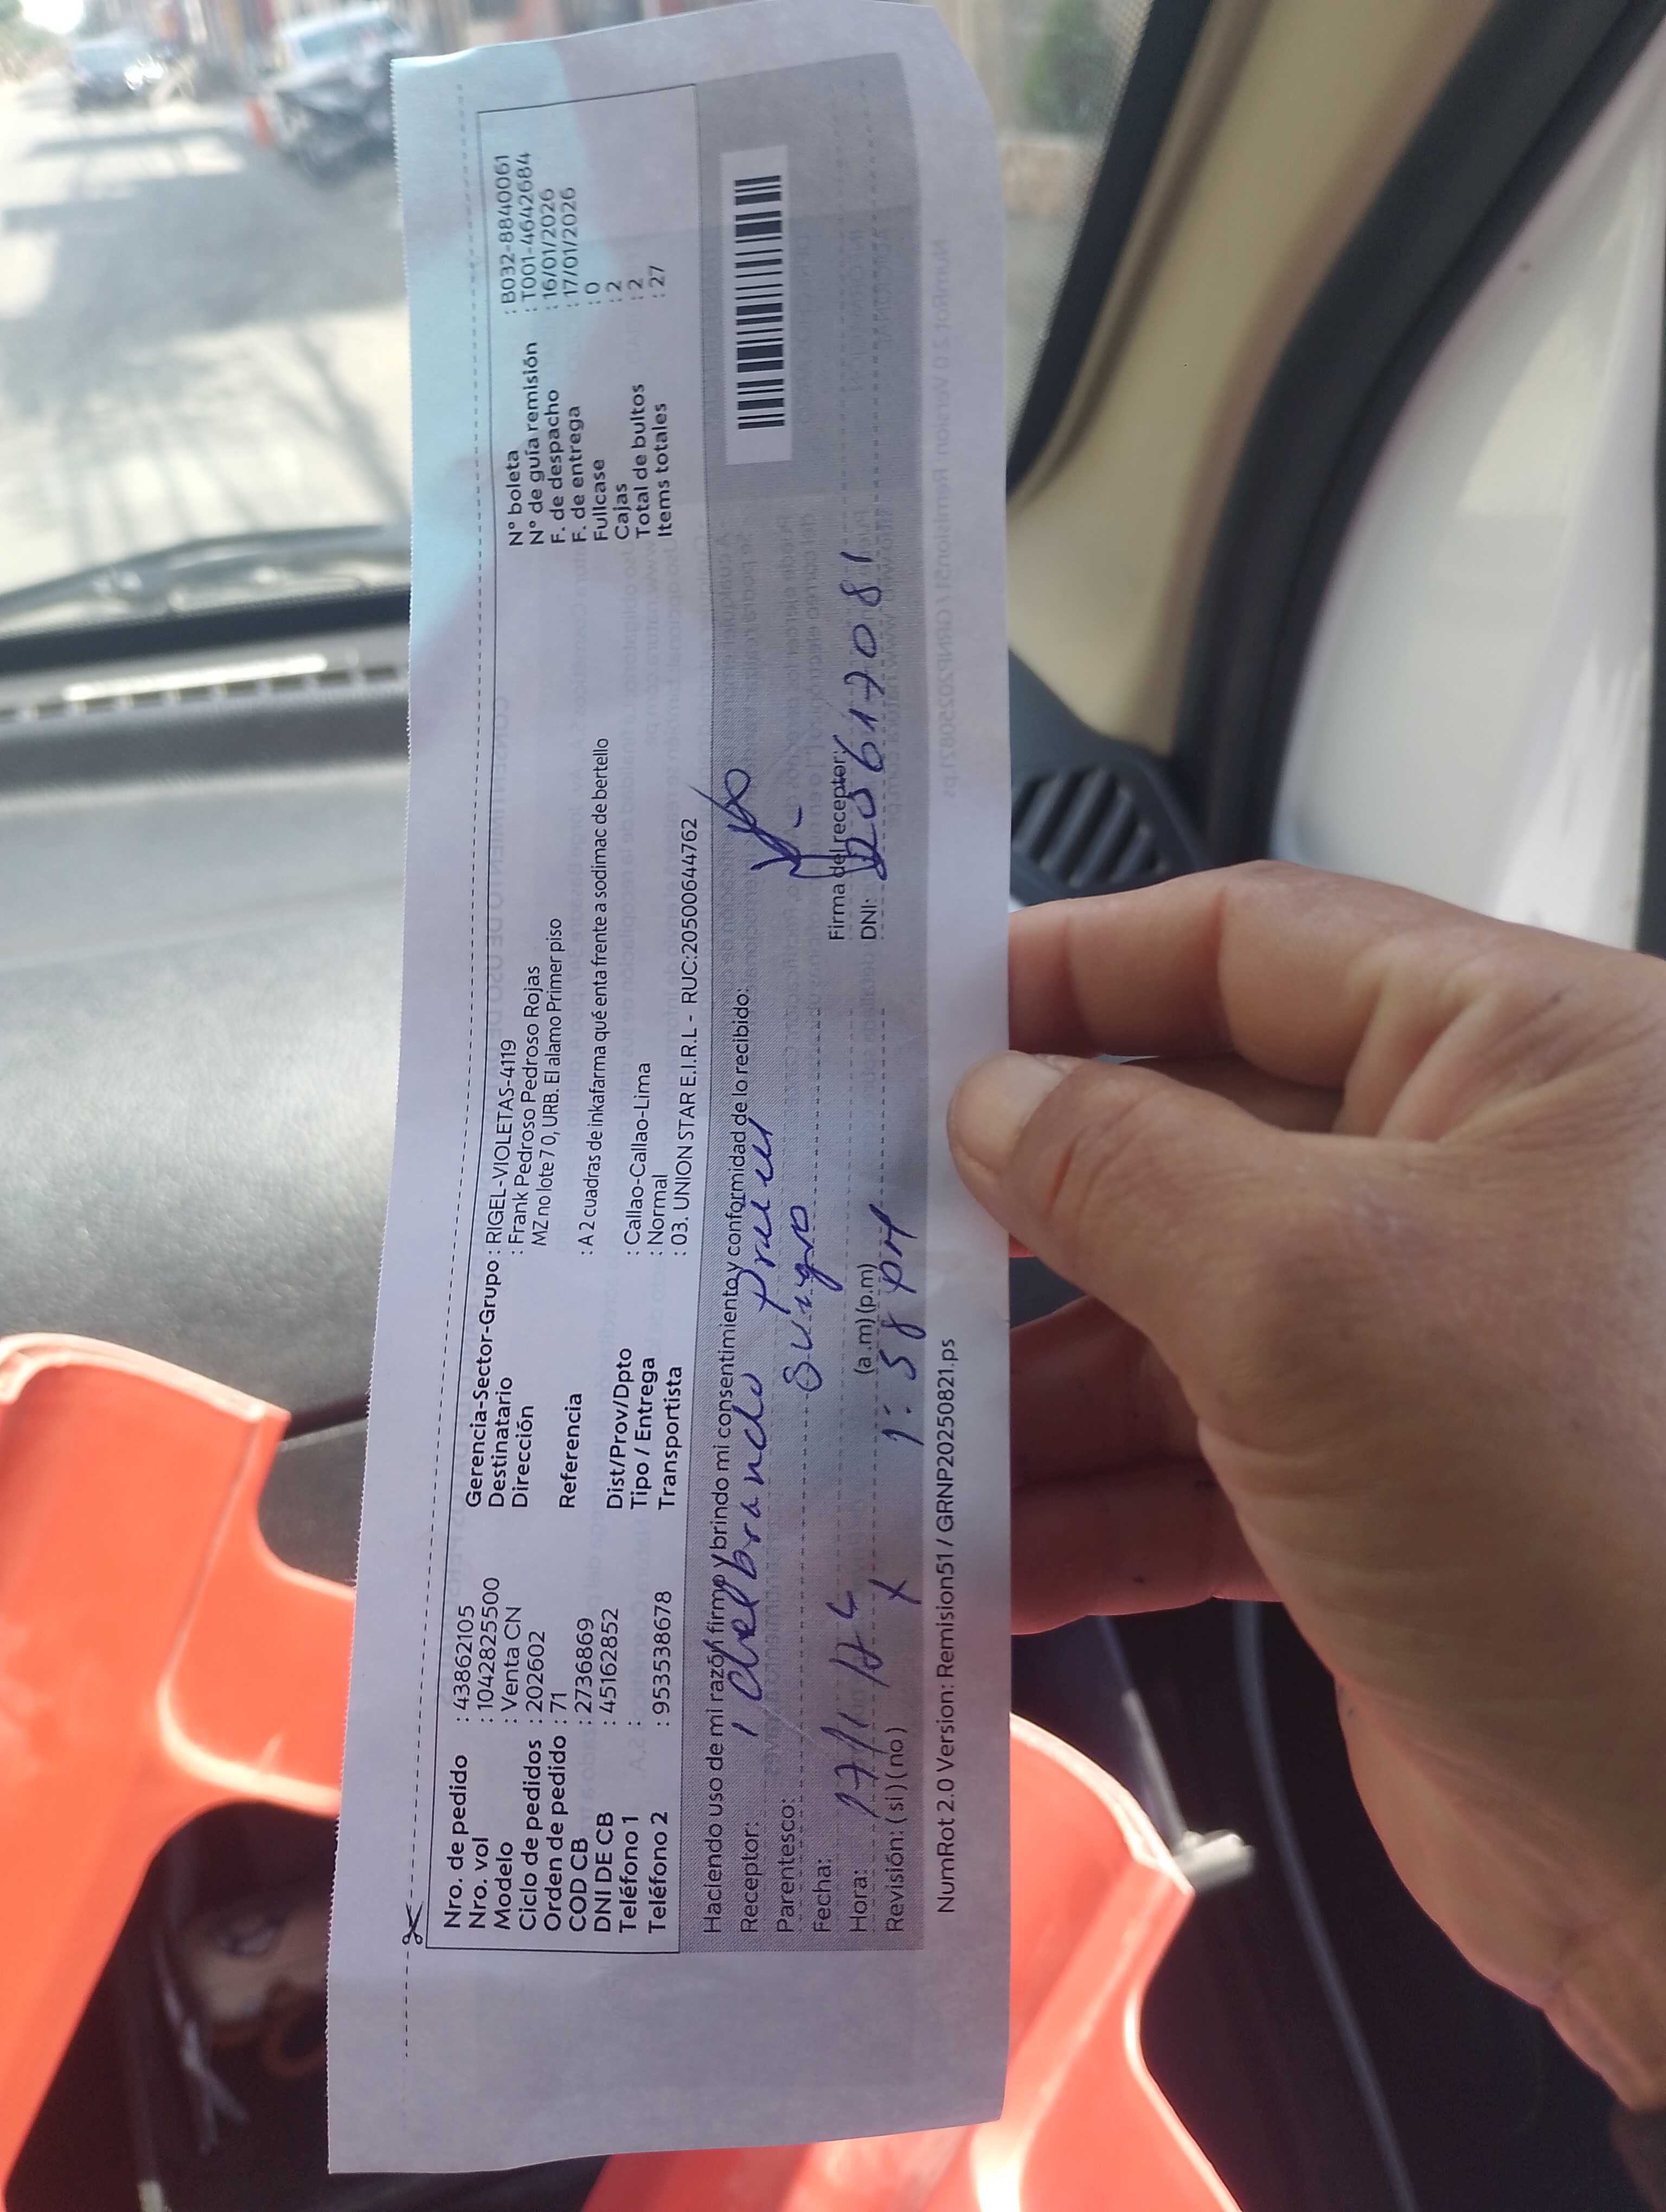 Nro. de pedido : 43862105
Nro. vol : 1042825500
Modelo : Venta CN
Ciclo de pedidos : 202602
Orden de pedido : 71
COD CB : 2736869
DNI DE CB : 45162852
Teléfono 1 :
Teléfono 2 : 953538678
Gerencia-Sector-Grupo : RIGEL-VIOLETAS-4119
Destinatario : Frank Pedroso Pedroso Rojas
Dirección MZ no lote 7 0, URB. El alamo Primer piso
Referencia : A 2 cuadras de inkafarma qué enta frente a sodimac de bertello
Dist/Prov/Dpto : Callao-Callao-Lima
Tipo / Entrega : Normal
Transportista : 03. UNION STAR E.I.R.L - RUC:20500644762
N° boleta : B032-8840061
N° de guía remisión : T001-4642684
F. de despacho : 16/01/2026
F. de entrega : 17/01/2026
Fullcase : 0
Cajas : 2
Total de bultos : 2
Items totales : 27
Haciendo uso de mi razón firmo y brindo mi consentimiento y conformidad de lo recibido:
Receptor:
Parentesco: Suegro
Fecha:
Hora: (a.m)(p.m) 1:58 PM
Revisión: (si)(no) X
Firma del receptor:
DNI:
NumRot 2.0 Version: Remision51 / GRNP20250821.ps